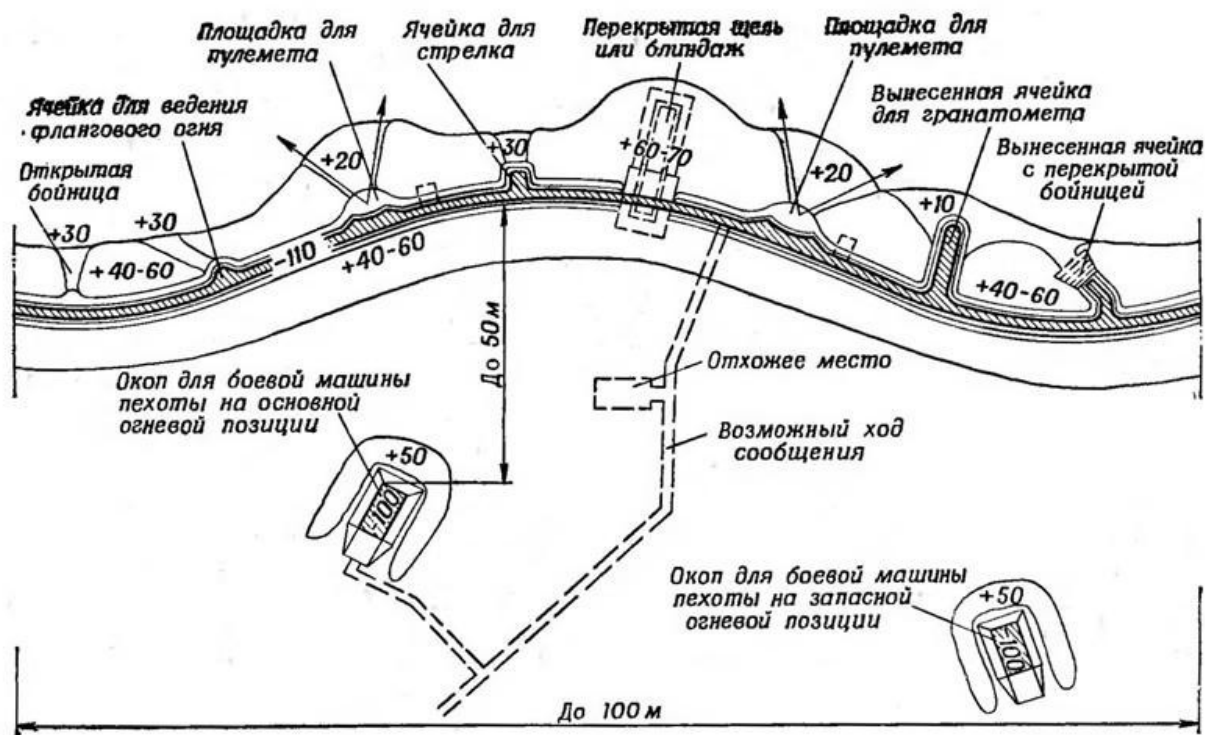 Площадка для
пулемета
Ячейка для
стрелка
Перекрытая щель
или блиндаж
Площадка для
пулемета
Ячейка для ведения
флангового огня
Вынесенная ячейка
для гранатомета
Вынесенная ячейка
с перекрытой
бойницей
Открытая
бойница
+20
+30
+60-70
+20
+10
+30
+30
+40-60
-110
+40-60
+40-60
До 50м
Отхожее место
Окоп для боевой машины
пехоты на основной
огневой позиции
Возможный ход
сообщения
+50
100
Окоп для боевой машины
пехоты на запасной
огневой позиции
+50
100
До 100 м